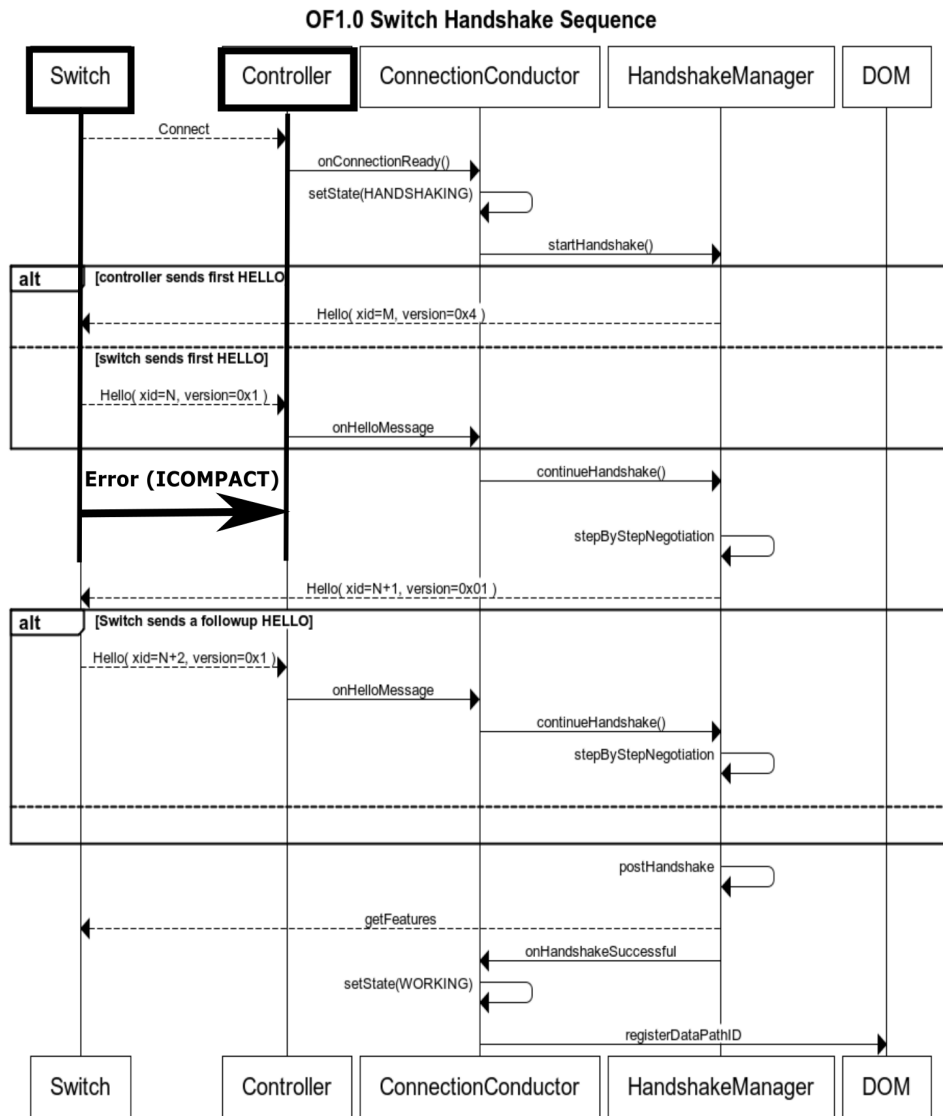 OF1.0 Switch Handshake Sequence
Switch
Controller
ConnectionConductor
HandshakeManager
DOM
Connect
onConnectionReady()
setState(HANDSHAKING)
startHandshake()
alt
[controller sends first HELLO
Hello( xid=M, version=0x4 )
[switch sends first HELLO]
Hello( xid=N, version=0x1 )
onHelloMessage
continueHandshake()
Error (ICOMPACT)
stepByStepNegotiation
Hello( xid=N+1, version=0x01 )
alt
[Switch sends a followup HELLO]
Hello( xid=N+2, version=0x1 )
onHelloMessage
continueHandshake()
stepByStepNegotiation
postHandshake
getFeatures
onHandshakeSuccessful
setState(WORKING)
registerDataPathID
Switch
Controller
ConnectionConductor
HandshakeManager
DOM